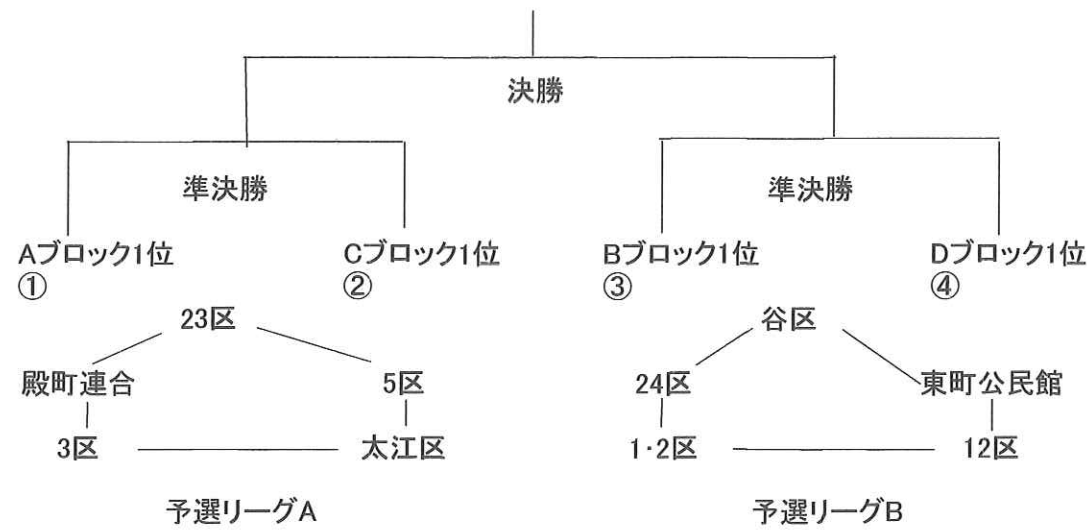 決勝
準決勝 準決勝
Aブロック1位 Cブロック1位 Bブロック1位 Dブロック1位
① ② ③ ④
23区 谷区
殿町連合 5区 24区 東町公民館
3区 太江区 1・2区 12区
予選リーグA 予選リーグB